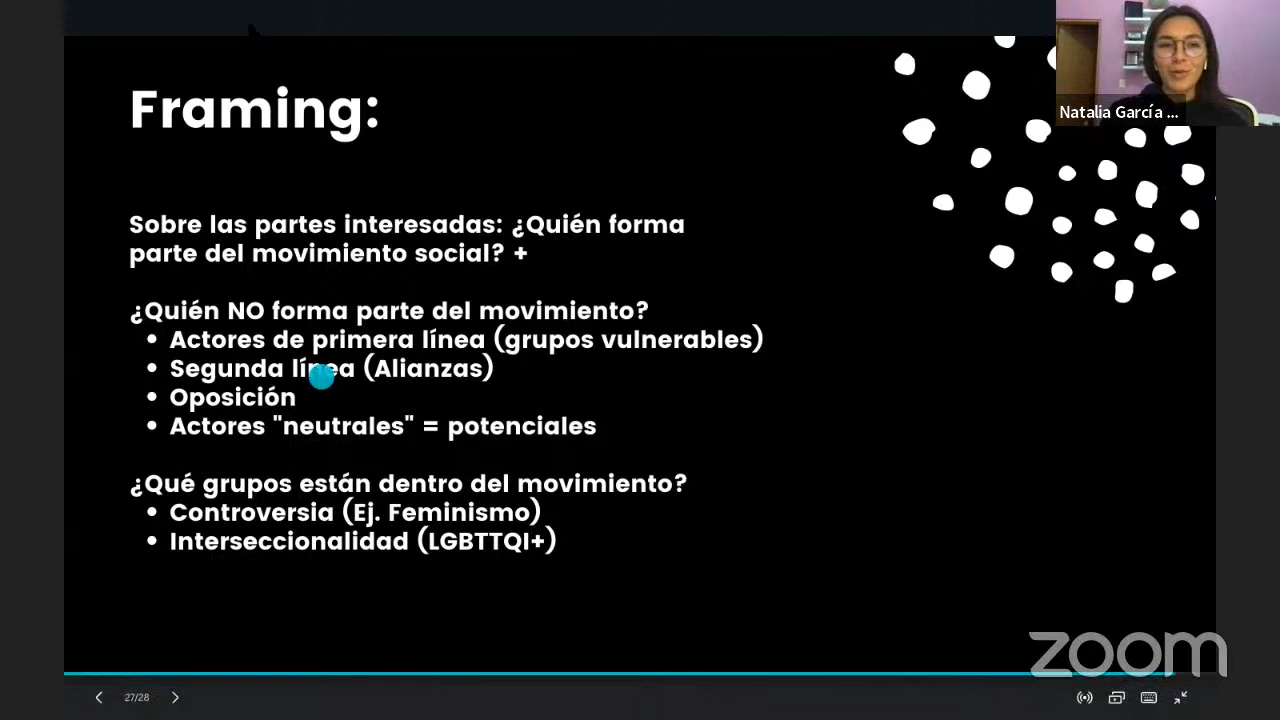 Framing:
Natalia García ...
Sobre las partes interesadas: ¿Quién forma
parte del movimiento social? +
¿Quién NO forma parte del movimiento?
• Actores de primera línea (grupos vulnerables)
• Segunda línea (Alianzas)
• Oposición
• Actores "neutrales" = potenciales
¿Qué grupos están dentro del movimiento?
• Controversia (Ej. Feminismo)
• Interseccionalidad (LGBTTQI+)
zoom
27/28